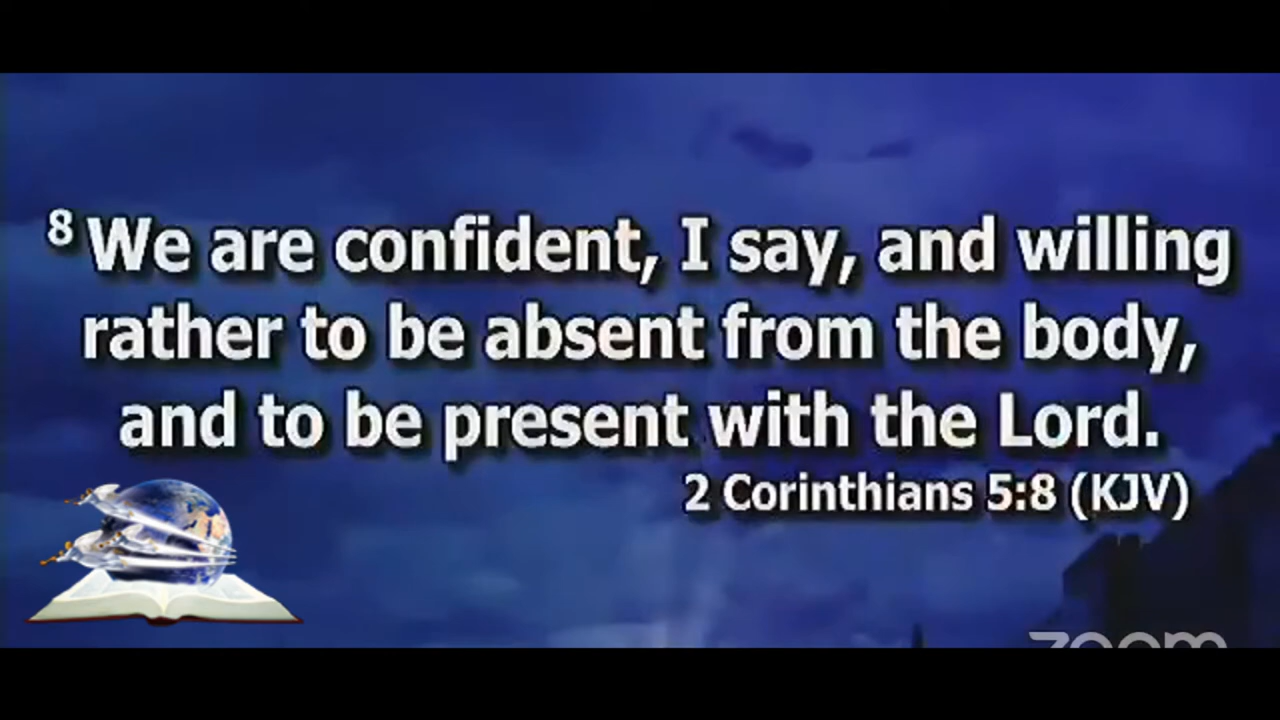 8 We are confident, I say, and willing
rather to be absent from the body,
and to be present with the Lord.
2 Corinthians 5:8 (KJV)
zoom